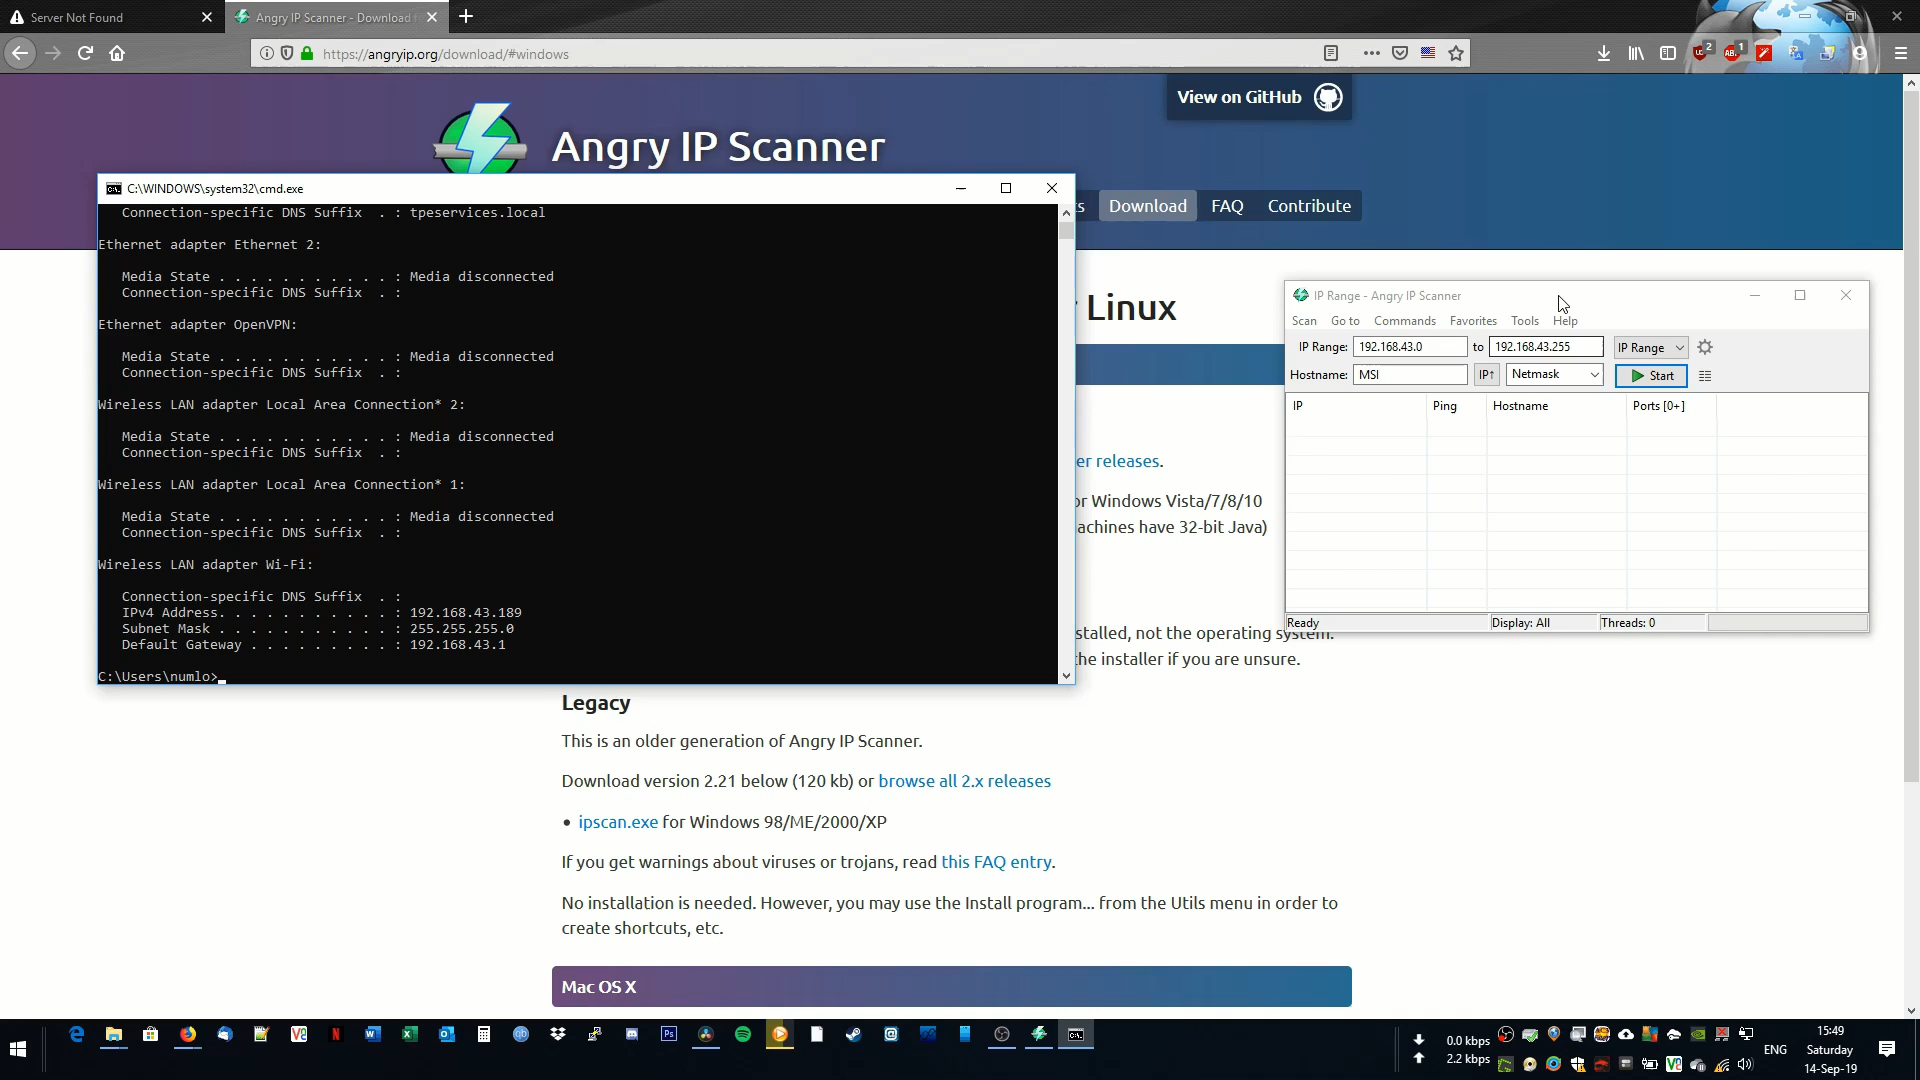 Server Not Found
Angry IP Scanner - Download
https://angryip.org/download/#windows
View on GitHub
Angry IP Scanner
Download
FAQ
Contribute
C:\WINDOWS\system32\cmd.exe
Connection-specific DNS Suffix . : tpeservices.local
Ethernet adapter Ethernet 2:
Media State . . . . . . . . . . . : Media disconnected
Connection-specific DNS Suffix . :
Ethernet adapter OpenVPN:
Media State . . . . . . . . . . . : Media disconnected
Connection-specific DNS Suffix . :
Wireless LAN adapter Local Area Connection* 2:
Media State . . . . . . . . . . . : Media disconnected
Connection-specific DNS Suffix . :
Wireless LAN adapter Local Area Connection* 1:
Media State . . . . . . . . . . . : Media disconnected
Connection-specific DNS Suffix . :
Wireless LAN adapter Wi-Fi:
Connection-specific DNS Suffix . :
IPv4 Address. . . . . . . . . . . : 192.168.43.189
Subnet Mask . . . . . . . . . . . : 255.255.255.0
Default Gateway . . . . . . . . . : 192.168.43.1
C:\Users\numlo>
Linux
er releases.
or Windows Vista/7/8/10
achines have 32-bit Java)
stalled, not the operating system.
the installer if you are unsure.
IP Range - Angry IP Scanner
Scan Go to Commands Favorites Tools Help
IP Range: 192.168.43.0 to 192.168.43.255 IP Range
Hostname: MSI IP↑ Netmask Start
IP Ping Hostname Ports [0+]
Ready Display: All Threads: 0
Legacy
This is an older generation of Angry IP Scanner.
Download version 2.21 below (120 kb) or browse all 2.x releases
• ipscan.exe for Windows 98/ME/2000/XP
If you get warnings about viruses or trojans, read this FAQ entry.
No installation is needed. However, you may use the Install program... from the Utils menu in order to
create shortcuts, etc.
Mac OS X
0.0 kbps
2.2 kbps
ENG
15:49
Saturday
14-Sep-19